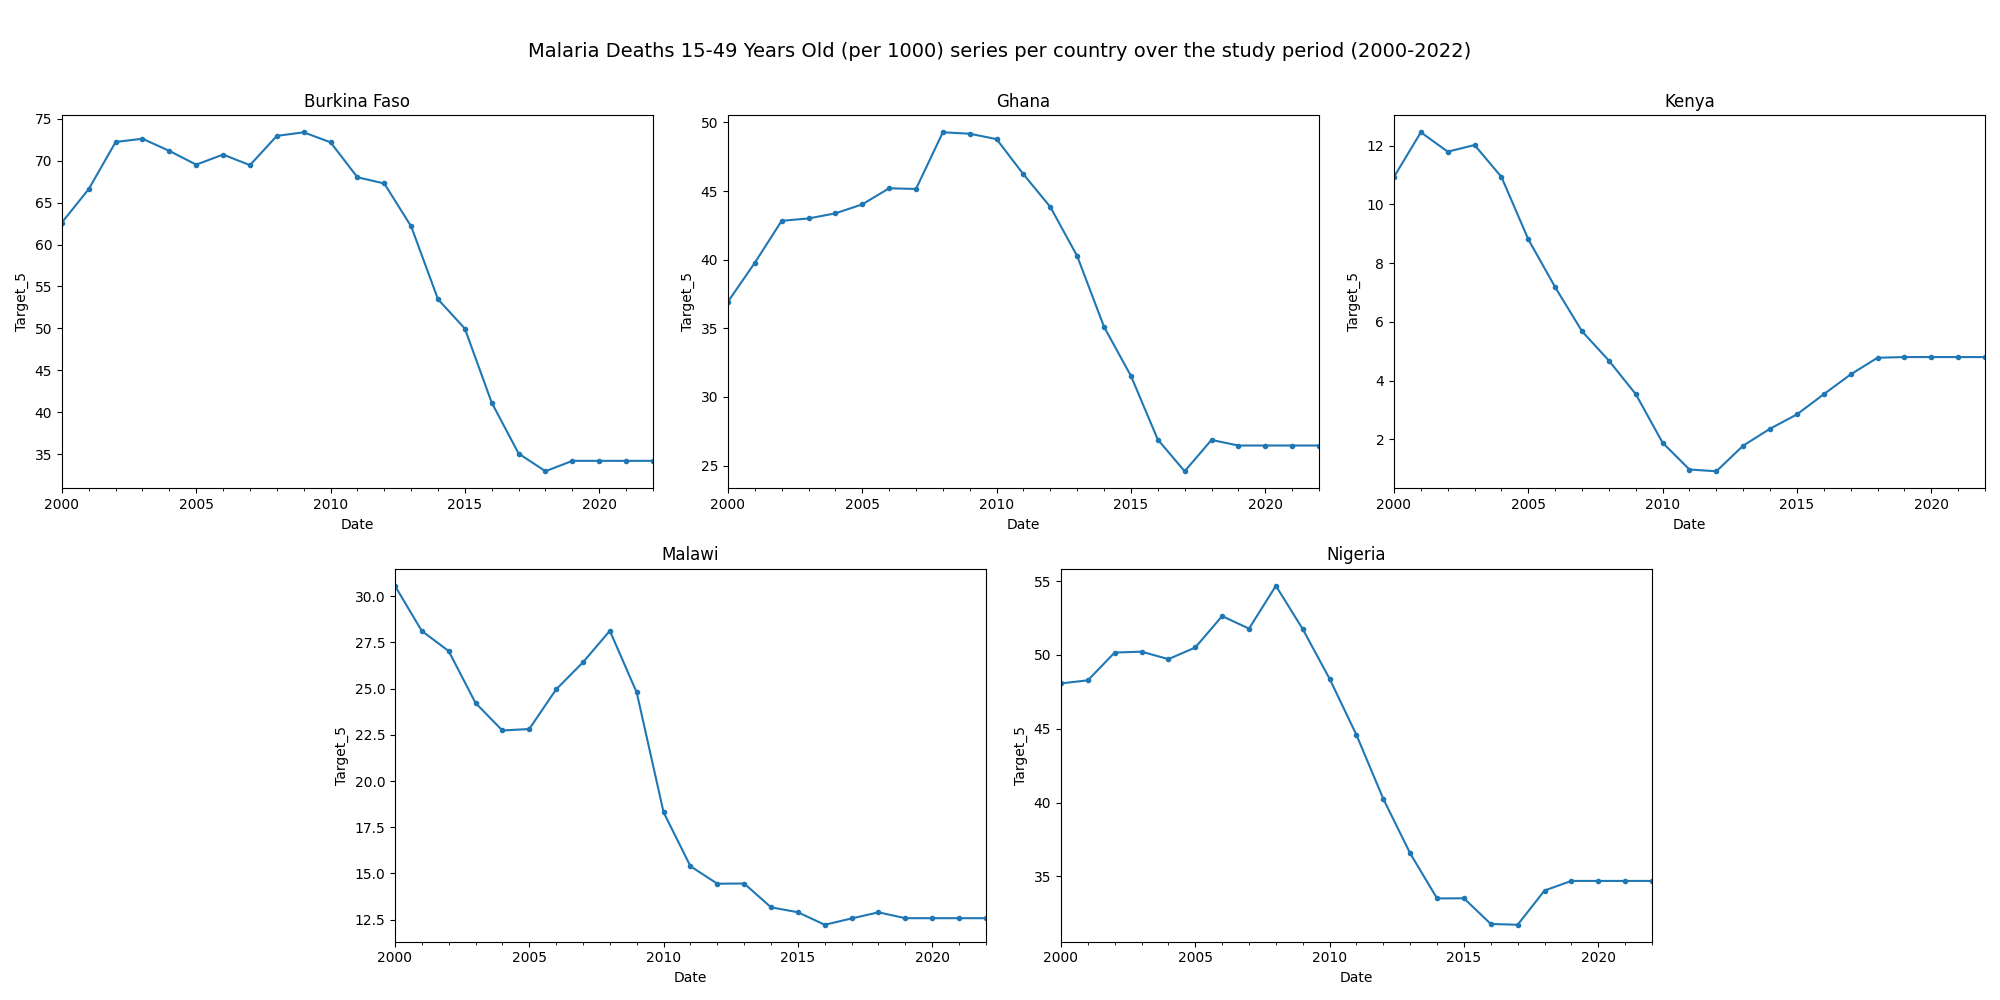 Malaria Deaths 15-49 Years Old (per 1000) series per country over the study period (2000-2022)
Burkina Faso
75
70
65
60
55
50
45
40
35
Target_5
2000 2005 2010 2015 2020
Date
Ghana
50
45
40
35
30
25
Target_5
2000 2005 2010 2015 2020
Date
Kenya
12
10
8
6
4
2
Target_5
2000 2005 2010 2015 2020
Date
Malawi
30.0
27.5
25.0
22.5
20.0
17.5
15.0
12.5
Target_5
2000 2005 2010 2015 2020
Date
Nigeria
55
50
45
40
35
Target_5
2000 2005 2010 2015 2020
Date